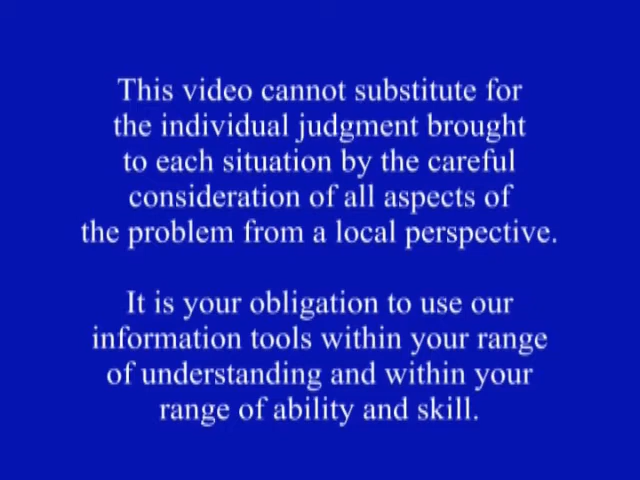 This video cannot substitute for
the individual judgment brought
to each situation by the careful
consideration of all aspects of
the problem from a local perspective.
It is your obligation to use our
information tools within your range
of understanding and within your
range of ability and skill.